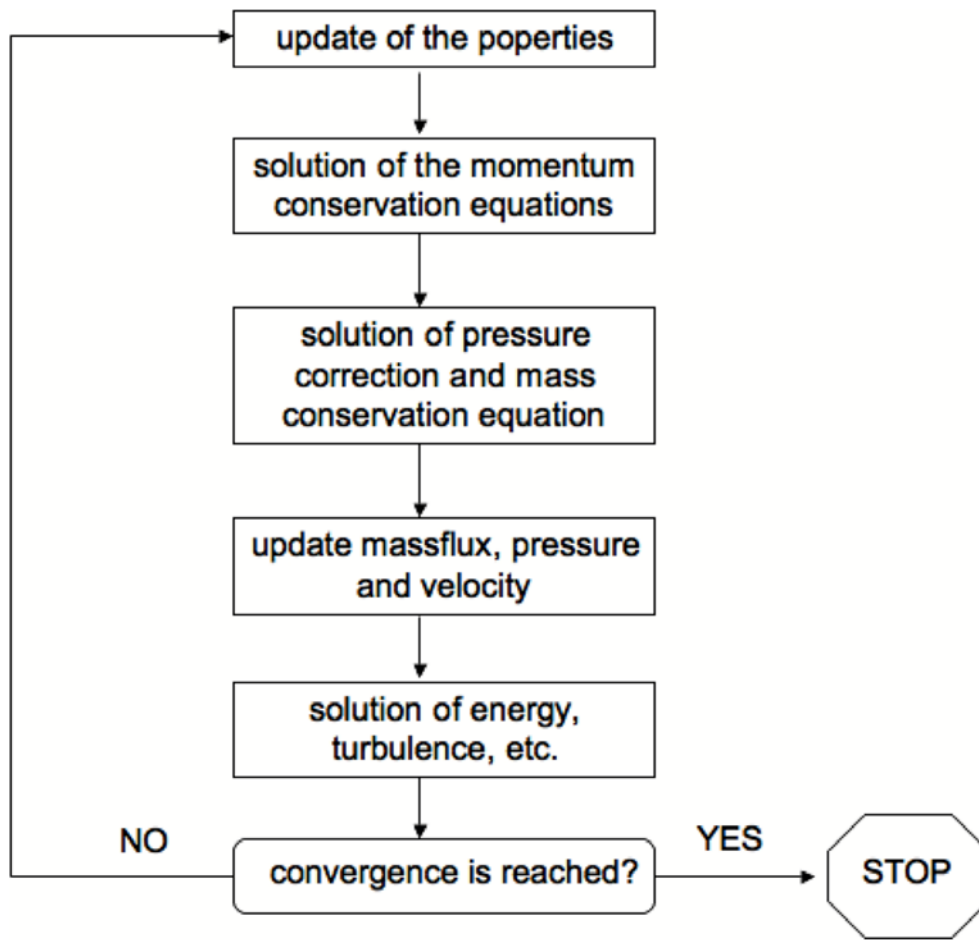 update of the poperties
solution of the momentum
conservation equations
solution of pressure
correction and mass
conservation equation
update massflux, pressure
and velocity
solution of energy,
turbulence, etc.
NO
convergence is reached?
YES
STOP